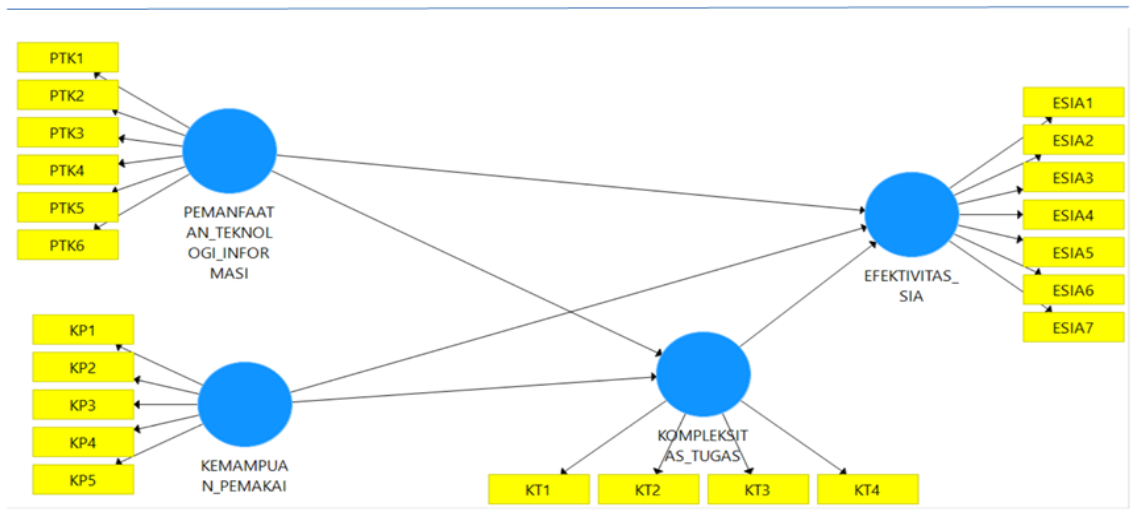 PTK1
PTK2
PTK3
PTK4
PTK5
PTK6
PEMANFAAT
AN_TEKNOL
OGI_INFOR
MASI
KP1
KP2
KP3
KP4
KP5
KEMAMPUA
N_PEMAKAI
KOMPLEKSIT
AS_TUGAS
KT1
KT2
KT3
KT4
EFEKTIVITAS_
SIA
ESIA1
ESIA2
ESIA3
ESIA4
ESIA5
ESIA6
ESIA7